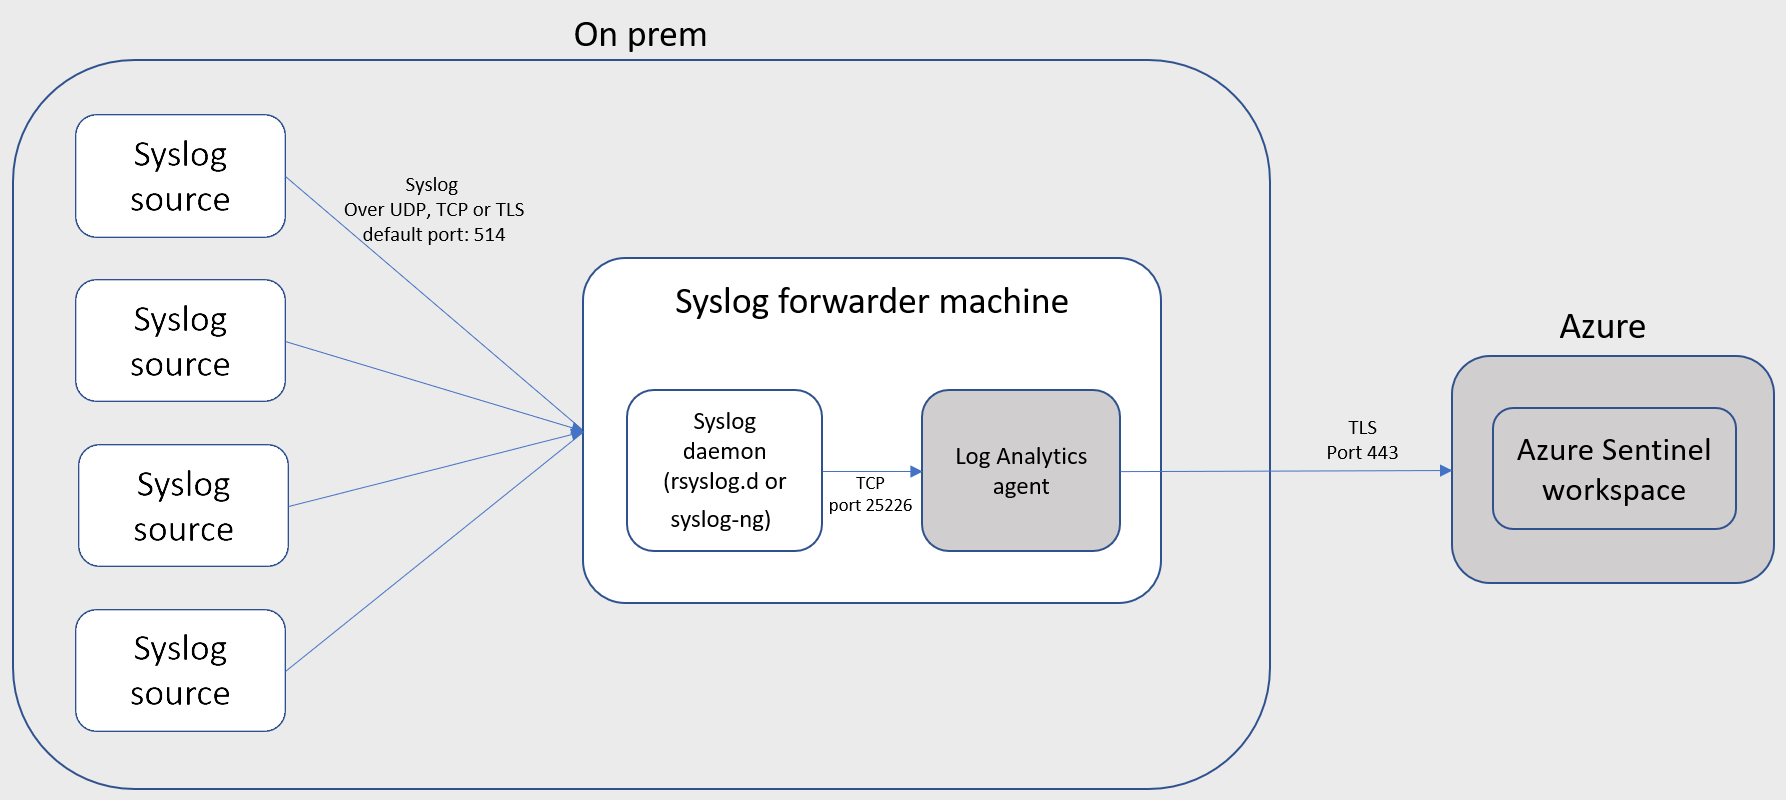 On prem
Syslog
source
Syslog
Over UDP, TCP or TLS
default port: 514
Syslog
source
Syslog
source
Syslog
source
Syslog forwarder machine
Syslog
daemon
(rsyslog.d or
syslog-ng)
TCP
port 25226
Log Analytics
agent
TLS
Port 443
Azure
Azure Sentinel
workspace